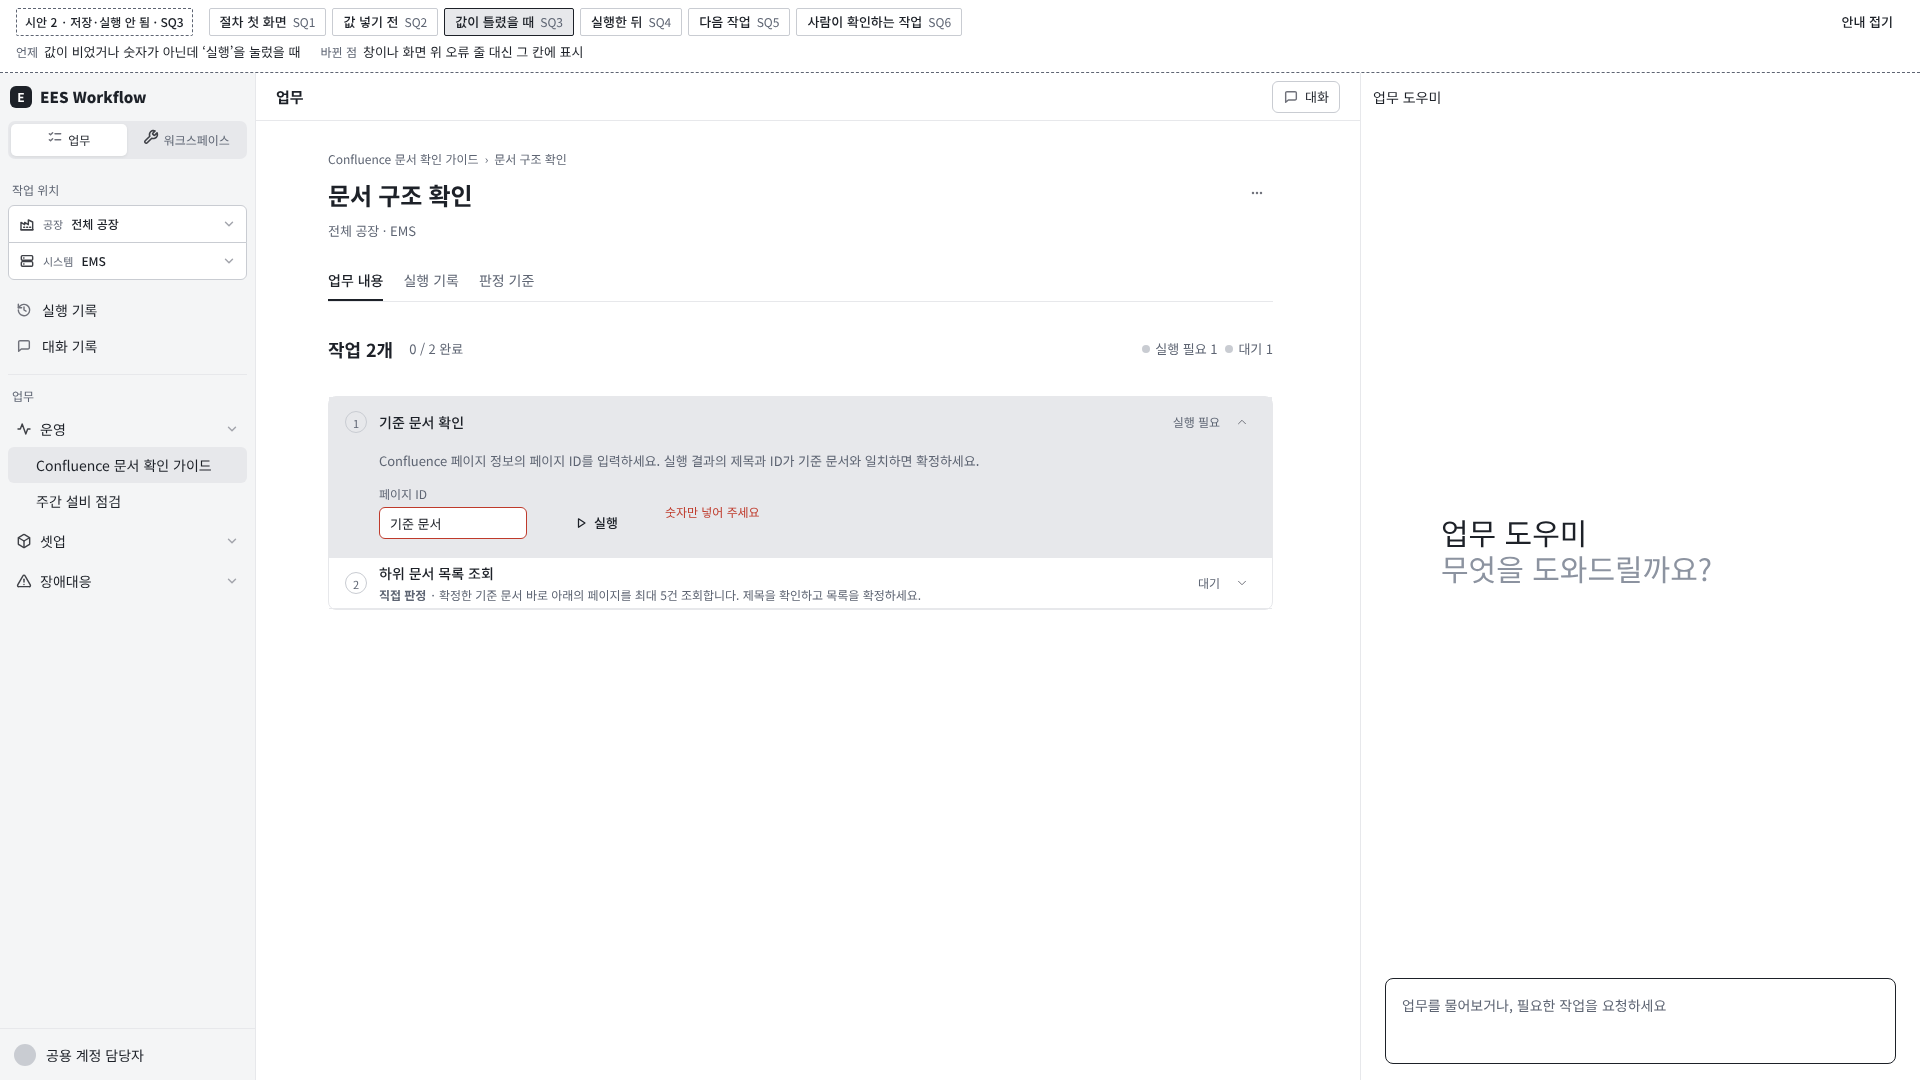 시안 2 · 저장·실행 안 됨 · SQ3
절차 첫 화면 SQ1
값 넣기 전 SQ2
값이 틀렸을 때 SQ3
실행한 뒤 SQ4
다음 작업 SQ5
사람이 확인하는 작업 SQ6
안내 접기
언제 값이 비었거나 숫자가 아닌데 ‘실행’을 눌렀을 때 바뀐 점 창이나 화면 위 오류 줄 대신 그 칸에 표시
E EES Workflow
업무
워크스페이스
작업 위치
공장 전체 공장
시스템 EMS
실행 기록
대화 기록
업무
운영
Confluence 문서 확인 가이드
주간 설비 점검
셋업
장애대응
공용 계정 담당자
업무
대화
Confluence 문서 확인 가이드 › 문서 구조 확인
문서 구조 확인
...
전체 공장 · EMS
업무 내용
실행 기록
판정 기준
작업 2개 0 / 2 완료
실행 필요 1 대기 1
1 기준 문서 확인 실행 필요
Confluence 페이지 정보의 페이지 ID를 입력하세요. 실행 결과의 제목과 ID가 기준 문서와 일치하면 확정하세요.
페이지 ID
기준 문서
실행
숫자만 넣어 주세요
2 하위 문서 목록 조회 대기
직접 판정 · 확정한 기준 문서 바로 아래의 페이지를 최대 5건 조회합니다. 제목을 확인하고 목록을 확정하세요.
업무 도우미
업무 도우미
무엇을 도와드릴까요?
업무를 물어보거나, 필요한 작업을 요청하세요